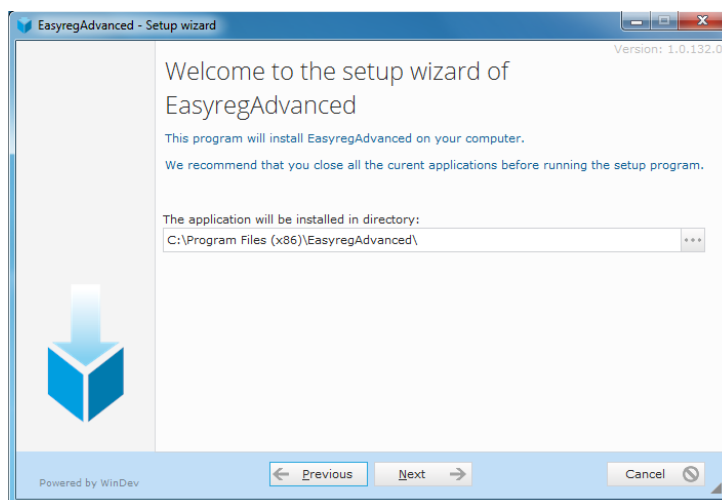 EasyregAdvanced - Setup wizard
Version: 1.0.132.0
Welcome to the setup wizard of
EasyregAdvanced
This program will install EasyregAdvanced on your computer.
We recommend that you close all the curent applications before running the setup program.
The application will be installed in directory:
C:\Program Files (x86)\EasyregAdvanced\
...
Powered by WinDev
Previous
Next
Cancel